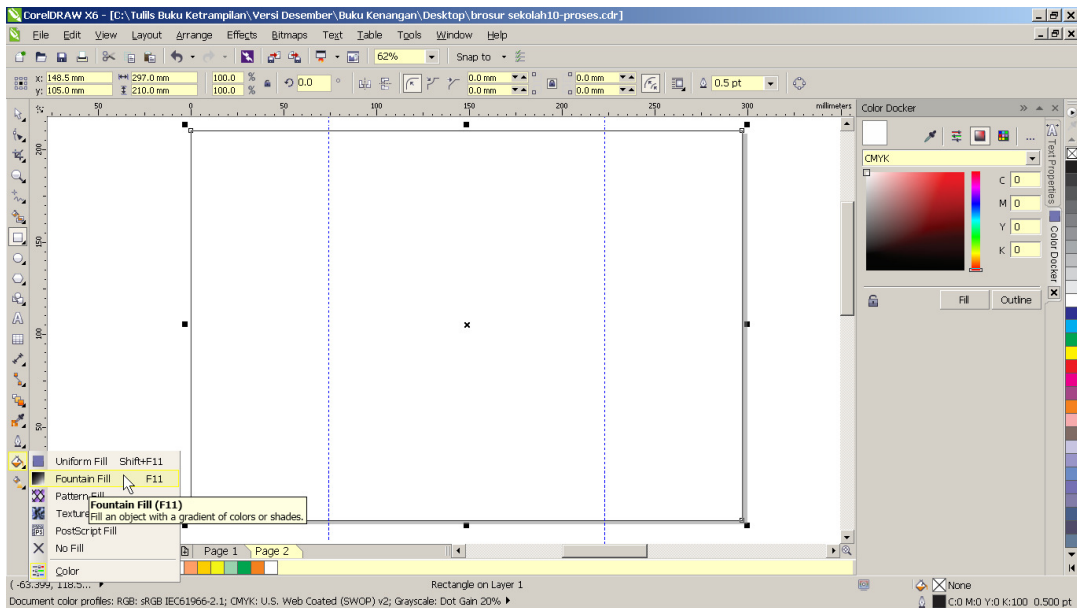 CorelDRAW X6 - [C:\Tulils Buku Ketrampilan\Versi Desember\Buku Kenangan\Desktop\brosur sekolah10-proses.cdr]
File Edit View Layout Arrange Effects Bitmaps Text Table Tools Window Help
62% Snap to
x: 148.5 mm 297.0 mm 100.0 % 0.0 ° 0.0 mm 0.0 mm 0.5 pt
y: 105.0 mm 210.0 mm 100.0 % 0.0 mm 0.0 mm
50 0 50 100 150 200 250 300 millimeters
200
150
100
50
Color Docker
CMYK
C 0
M 0
Y 0
K 0
Fill Outline
Text Properties
Color Docker
Uniform Fill Shift+F11
Fountain Fill F11
Pattern Fill
Texture
PostScript Fill
No Fill
Color
Fountain Fill (F11)
Fill an object with a gradient of colors or shades.
Page 1 Page 2
( -63.399, 118.5... Rectangle on Layer 1 None
Document color profiles: RGB: sRGB IEC61966-2.1; CMYK: U.S. Web Coated (SWOP) v2; Grayscale: Dot Gain 20% C:0 M:0 Y:0 K:100 0.500 pt